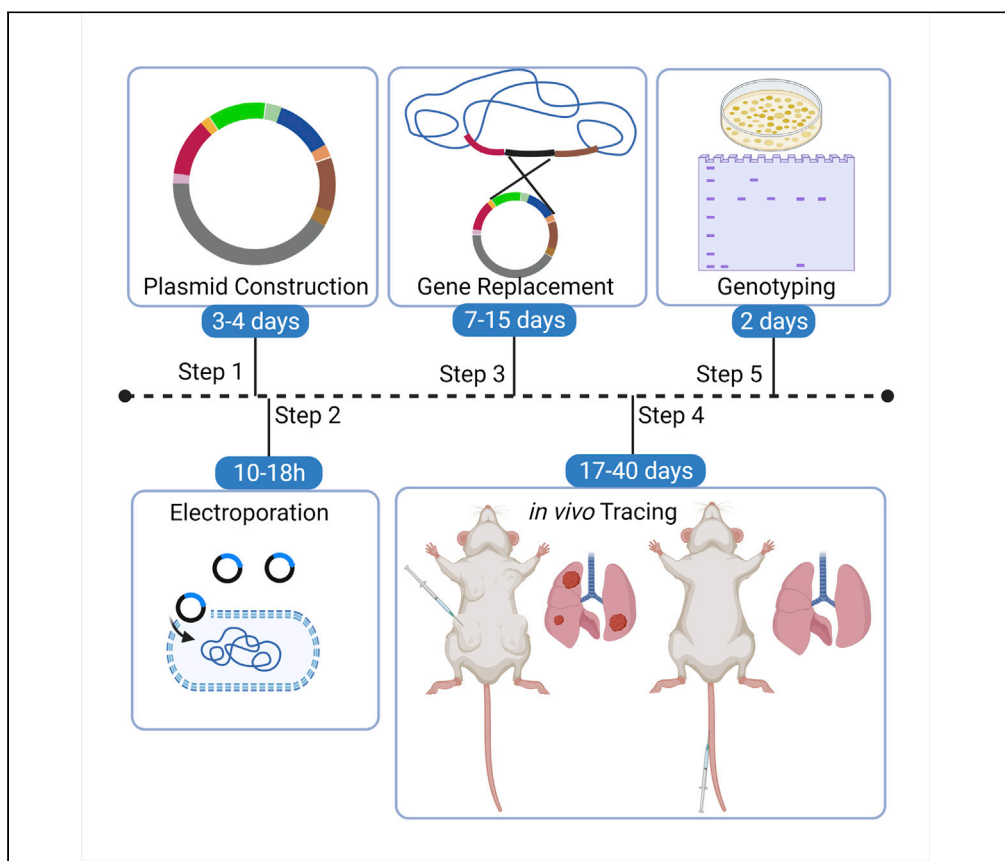 Plasmid Construction
3-4 days
Step 1
Gene Replacement
7-15 days
Step 3
Genotyping
2 days
Step 5
Step 2
10-18h
Electroporation
Step 4
17-40 days
in vivo Tracing